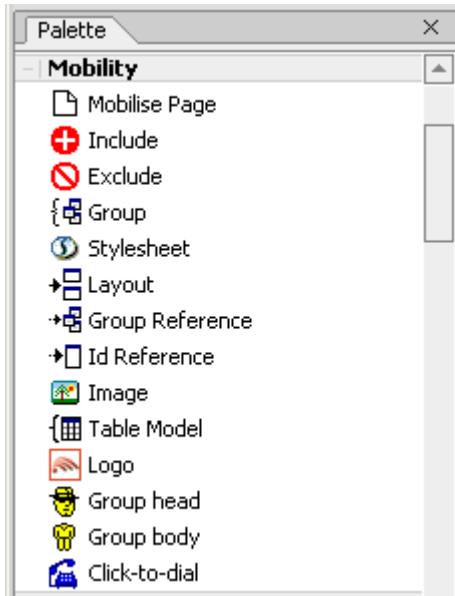 Palette
Mobility
Mobilise Page
Include
Exclude
Group
Stylesheet
Layout
Group Reference
Id Reference
Image
Table Model
Logo
Group head
Group body
Click-to-dial